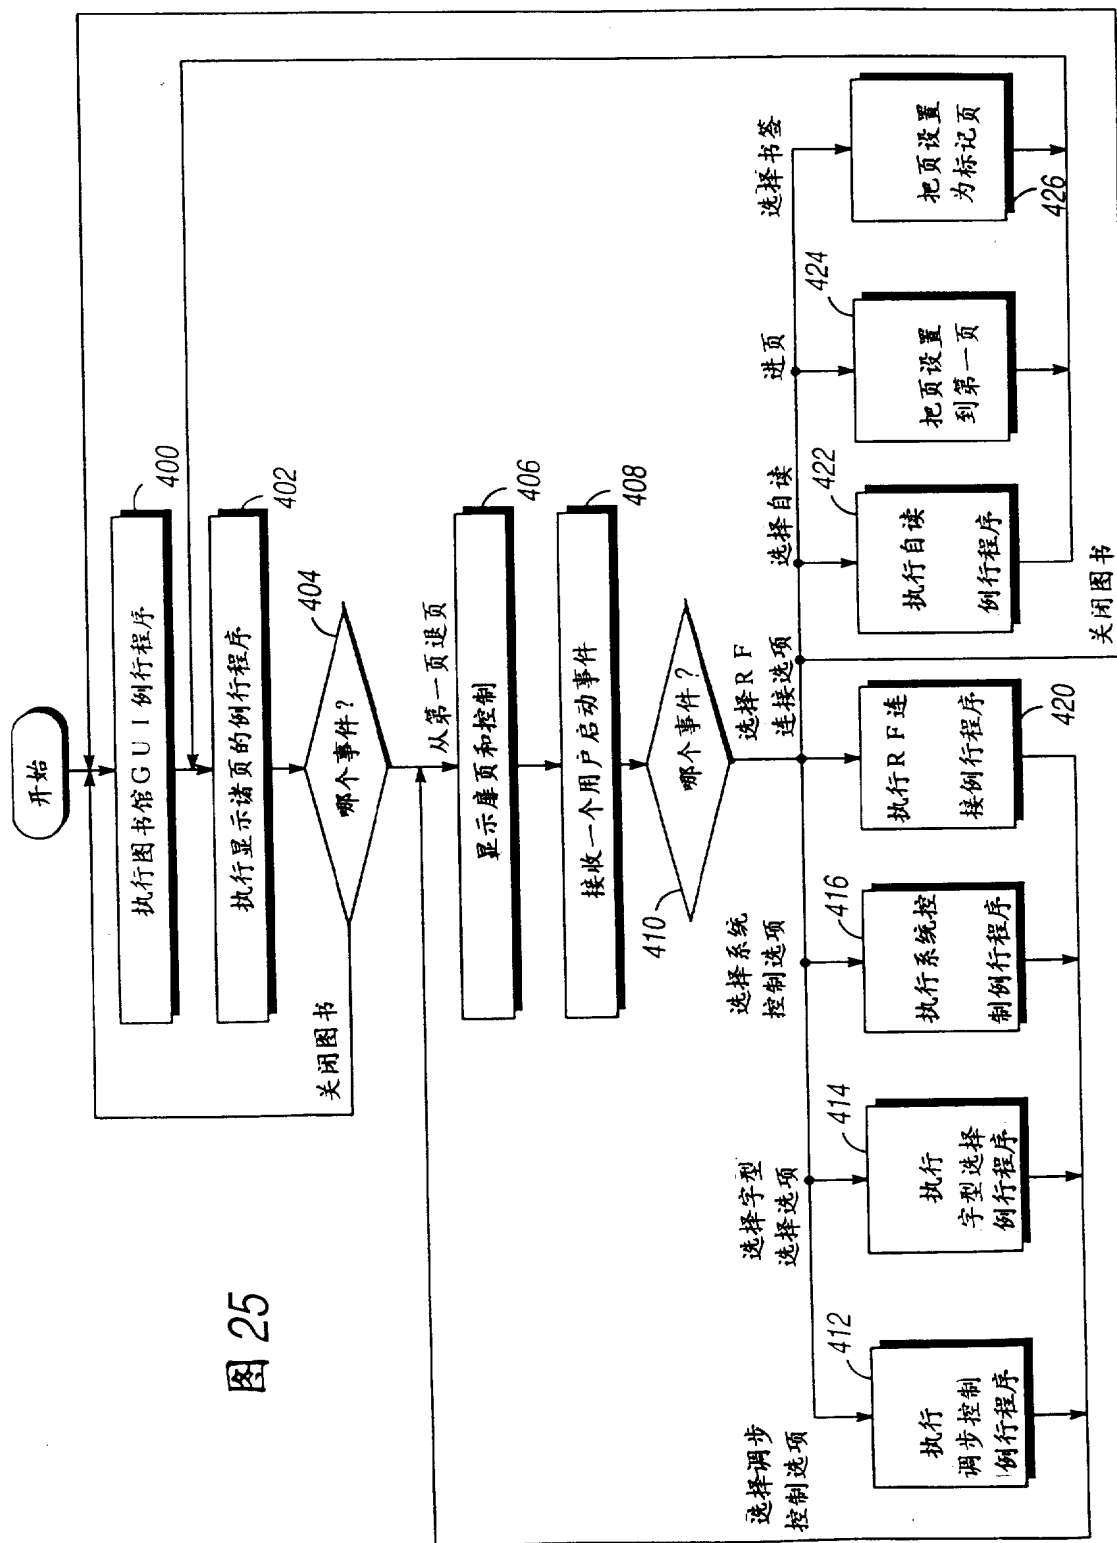 开始
执行图书馆GUI例行程序
400
执行显示诸页的例行程序
402
哪个事件?
404
关闭图书
从第一页退页
显示扉页和控制
406
接收一个用户启动事件
408
哪个事件?
410
选择调步
控制选项
选择字型
选择选项
选择系统
控制选项
选择RF
连接选项
选择自读
进页
选择书签
执行
调步控制
例行程序
412
执行
字型选择
例行程序
414
执行系统控
制例行程序
416
执行RF连
接例行程序
420
执行自读
例行程序
422
把页设置
到第一页
424
把页设置
为标记页
426
关闭图书
图 25